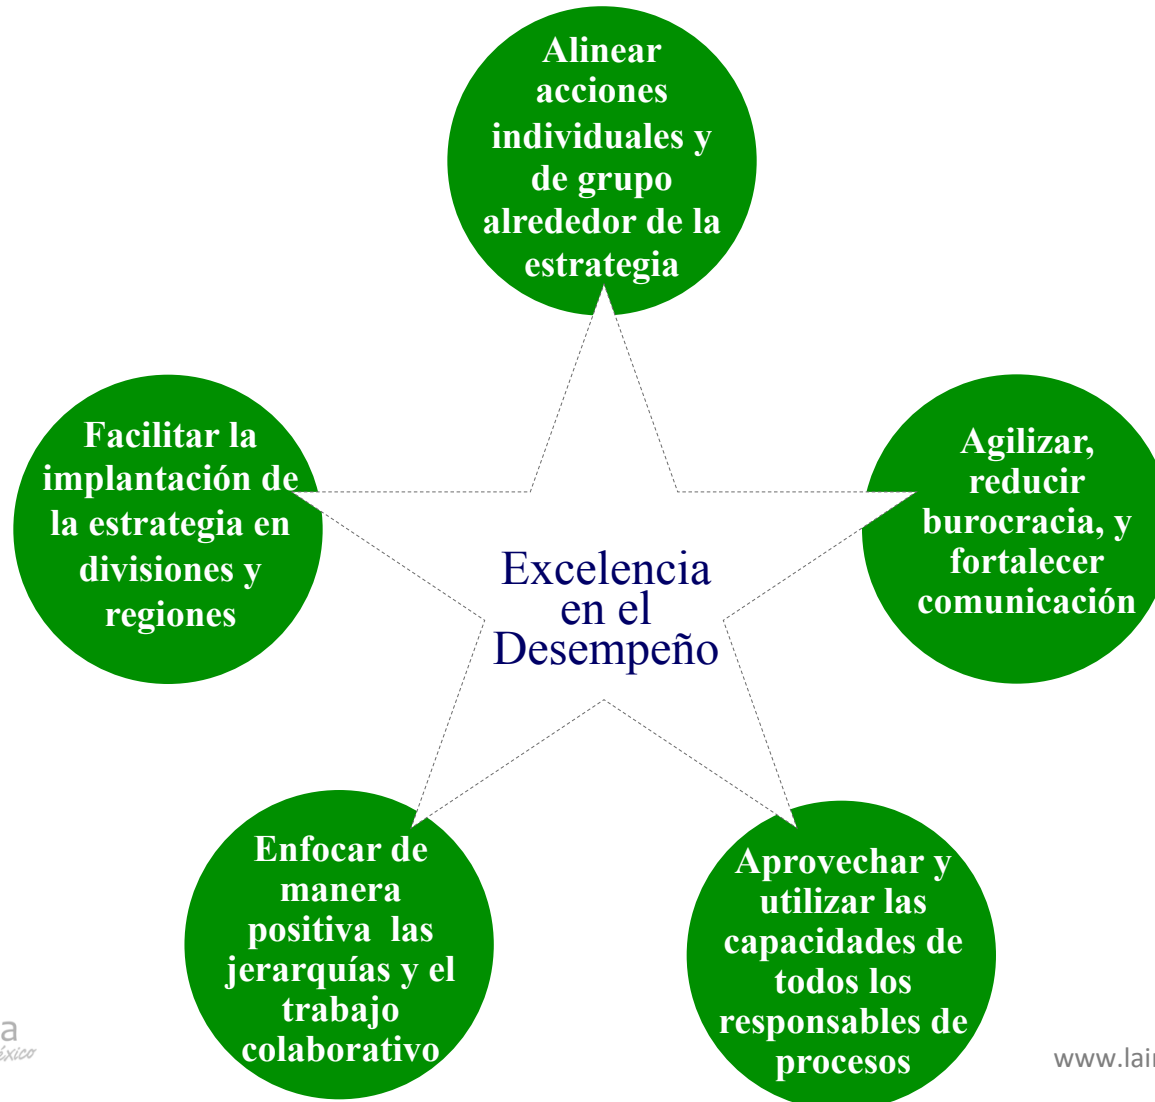 Alinear
acciones
individuales y
de grupo
alrededor de la
estrategia
Facilitar la
implantación de
la estrategia en
divisiones y
regiones
Agilizar,
reducir
burocracia, y
fortalecer
comunicación
Excelencia
en el
Desempeño
Enfocar de
manera
positiva las
jerarquías y el
trabajo
colaborativo
Aprovechar y
utilizar las
capacidades de
todos los
responsables de
procesos